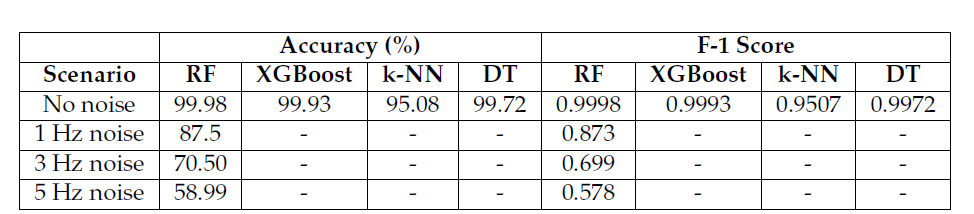 Accuracy (%) F-1 Score
Scenario RF XGBoost k-NN DT RF XGBoost k-NN DT
No noise 99.98 99.93 95.08 99.72 0.9998 0.9993 0.9507 0.9972
1 Hz noise 87.5 - - - 0.873 - - -
3 Hz noise 70.50 - - - 0.699 - - -
5 Hz noise 58.99 - - - 0.578 - - -